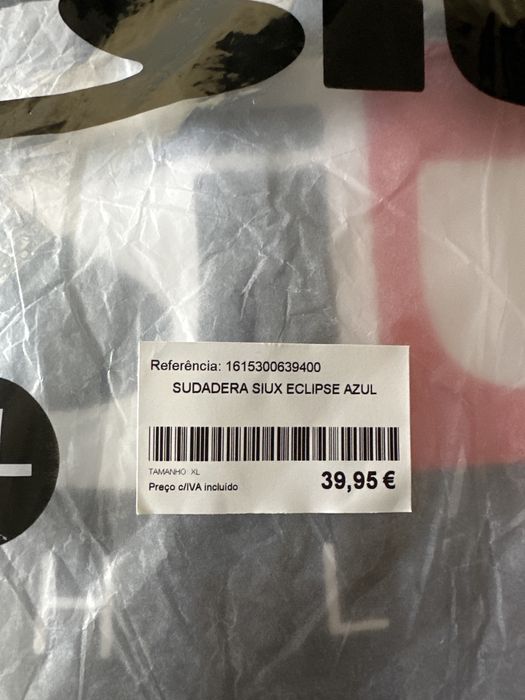 Referência: 1615300639400
SUDADERA SIUX ECLIPSE AZUL
TAMANHO XL
39,95 €
Preço c/IVA incluído